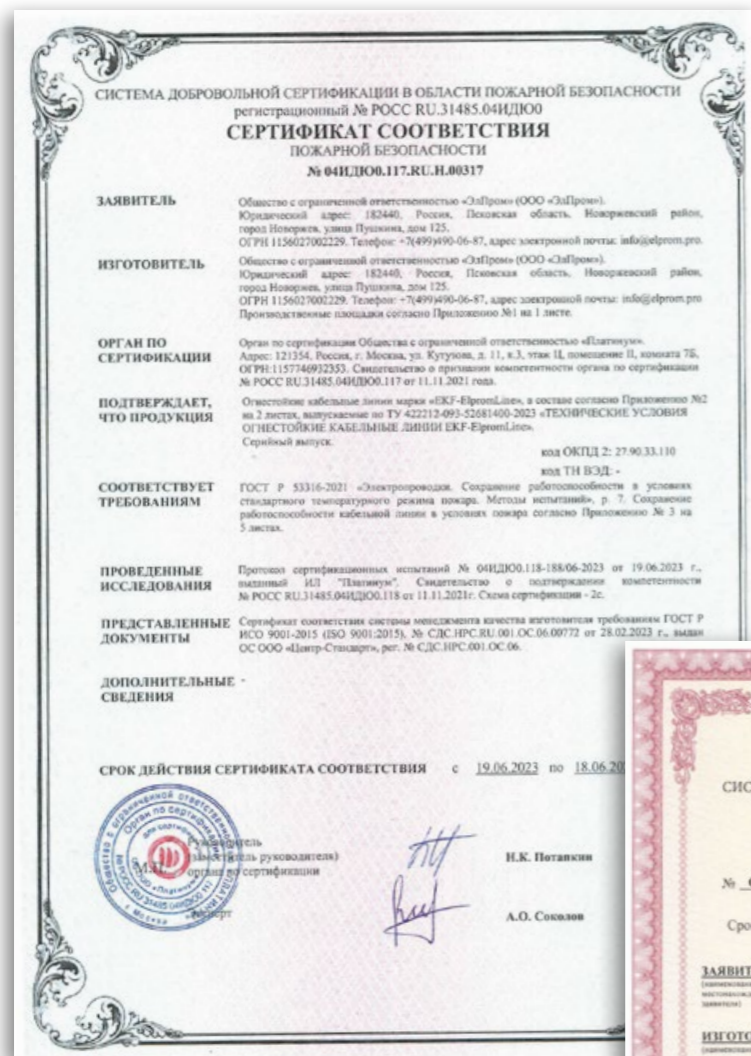 СИСТЕМА ДОБРОВОЛЬНОЙ СЕРТИФИКАЦИИ В ОБЛАСТИ ПОЖАРНОЙ БЕЗОПАСНОСТИ
регистрационный № РОСС RU.31485.04ИДЮ0
СЕРТИФИКАТ СООТВЕТСТВИЯ
ПОЖАРНОЙ БЕЗОПАСНОСТИ
№ 04ИДЮ0.117.RU.Н.00317
ЗАЯВИТЕЛЬ
Общество с ограниченной ответственностью «ЭлПром» (ООО «ЭлПром»).
Юридический адрес: 182440, Россия, Псковская область, Новоржевский район,
город Новоржев, улица Пушкина, дом 125.
ОГРН 1156027002229. Телефон: +7(499)490-06-87, адрес электронной почты: info@elprom.pro.
ИЗГОТОВИТЕЛЬ
Общество с ограниченной ответственностью «ЭлПром» (ООО «ЭлПром»).
Юридический адрес: 182440, Россия, Псковская область, Новоржевский район,
город Новоржев, улица Пушкина, дом 125.
ОГРН 1156027002229. Телефон: +7(499)490-06-87, адрес электронной почты: info@elprom.pro
Производственные площадки согласно Приложению №1 на 1 листе.
ОРГАН ПО
СЕРТИФИКАЦИИ
Орган по сертификации Общества с ограниченной ответственностью «Платинум».
Адрес: 121354, Россия, г. Москва, ул. Кутузова, д. 11, к.3, этаж Ц, помещение II, комната 7Б,
ОГРН:1157746932353. Свидетельство о признании компетентности органа по сертификации
№ РОСС RU.31485.04ИДЮ0.117 от 11.11.2021 года.
ПОДТВЕРЖДАЕТ,
ЧТО ПРОДУКЦИЯ
Огнестойкие кабельные линии марки «EKF-ElpromLine», в составе согласно Приложению №2
на 2 листах, выпускаемые по ТУ 422212-093-52681400-2023 «ТЕХНИЧЕСКИЕ УСЛОВИЯ
ОГНЕСТОЙКИЕ КАБЕЛЬНЫЕ ЛИНИИ EKF-ElpromLine».
Серийный выпуск.
код ОКПД 2: 27.90.33.110
код ТН ВЭД: -
СООТВЕТСТВУЕТ
ТРЕБОВАНИЯМ
ГОСТ Р 53316-2021 «Электропроводки. Сохранение работоспособности в условиях
стандартного температурного режима пожара. Методы испытаний», р. 7. Сохранение
работоспособности кабельной линии в условиях пожара согласно Приложению № 3 на
5 листах.
ПРОВЕДЕННЫЕ
ИССЛЕДОВАНИЯ
Протокол сертификационных испытаний № 04ИДЮ0.118-188/06-2023 от 19.06.2023 г.,
выданный ИЛ "Платинум". Свидетельство о подтверждении компетентности
№ РОСС RU.31485.04ИДЮ0.118 от 11.11.2021г. Схема сертификации - 2с.
ПРЕДСТАВЛЕННЫЕ
ДОКУМЕНТЫ
Сертификат соответствия системы менеджмента качества изготовителя требованиям ГОСТ Р
ИСО 9001-2015 (ISO 9001:2015), № СДС.НРС.RU.001.ОС.06.00772 от 28.02.2023 г., выдан
ОС ООО «Центр-Стандарт», рег. № СДС.НРС.001.ОС.06.
ДОПОЛНИТЕЛЬНЫЕ -
СВЕДЕНИЯ
СРОК ДЕЙСТВИЯ СЕРТИФИКАТА СООТВЕТСТВИЯ с 19.06.2023 по 18.06.20
Руководитель
(заместитель руководителя)
М.П. органа по сертификации
Н.К. Потапкин
Эксперт
А.О. Соколов
СИС
№
Сро
ЗАЯВИТ
ИЗГОТО